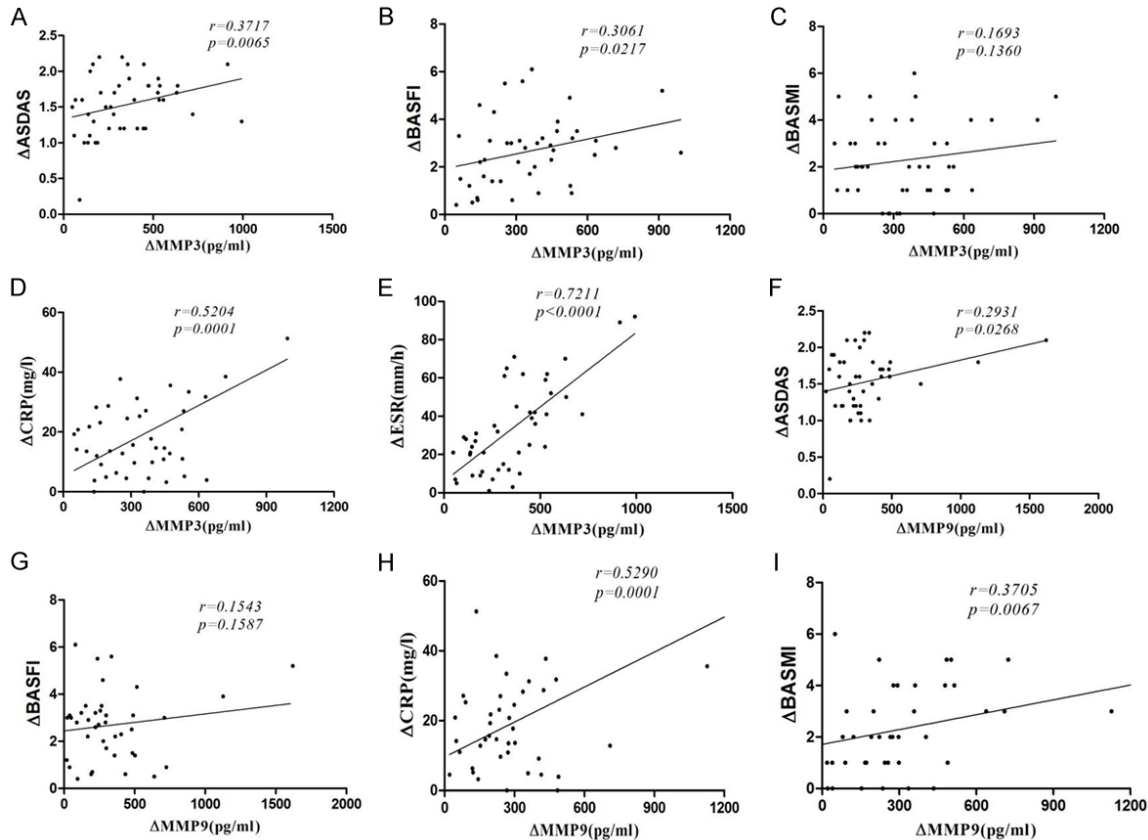 A
r=0.3717
p=0.0065
2.5
2.0
1.5
1.0
0.5
0.0
ΔASDAS
0 500 1000 1500
ΔMMP3(pg/ml)
B
r=0.3061
p=0.0217
8
6
4
2
0
ΔBASFI
0 300 600 900 1200
ΔMMP3(pg/ml)
C
r=0.1693
p=0.1360
8
6
4
2
0
ΔBASMI
0 300 600 900 1200
ΔMMP3(pg/ml)
D
r=0.5204
p=0.0001
60
40
20
0
ΔCRP(mg/l)
0 300 600 900 1200
ΔMMP3(pg/ml)
E
r=0.7211
p<0.0001
100
80
60
40
20
0
ΔESR(mm/h)
0 500 1000 1500
ΔMMP3(pg/ml)
F
r=0.2931
p=0.0268
2.5
2.0
1.5
1.0
0.5
0.0
ΔASDAS
0 500 1000 1500 2000
ΔMMP9(pg/ml)
G
r=0.1543
p=0.1587
8
6
4
2
0
ΔBASFI
0 500 1000 1500 2000
ΔMMP9(pg/ml)
H
r=0.5290
p=0.0001
60
40
20
0
ΔCRP(mg/l)
0 300 600 900 1200
ΔMMP9(pg/ml)
I
r=0.3705
p=0.0067
8
6
4
2
0
ΔBASMI
0 300 600 900 1200
ΔMMP9(pg/ml)